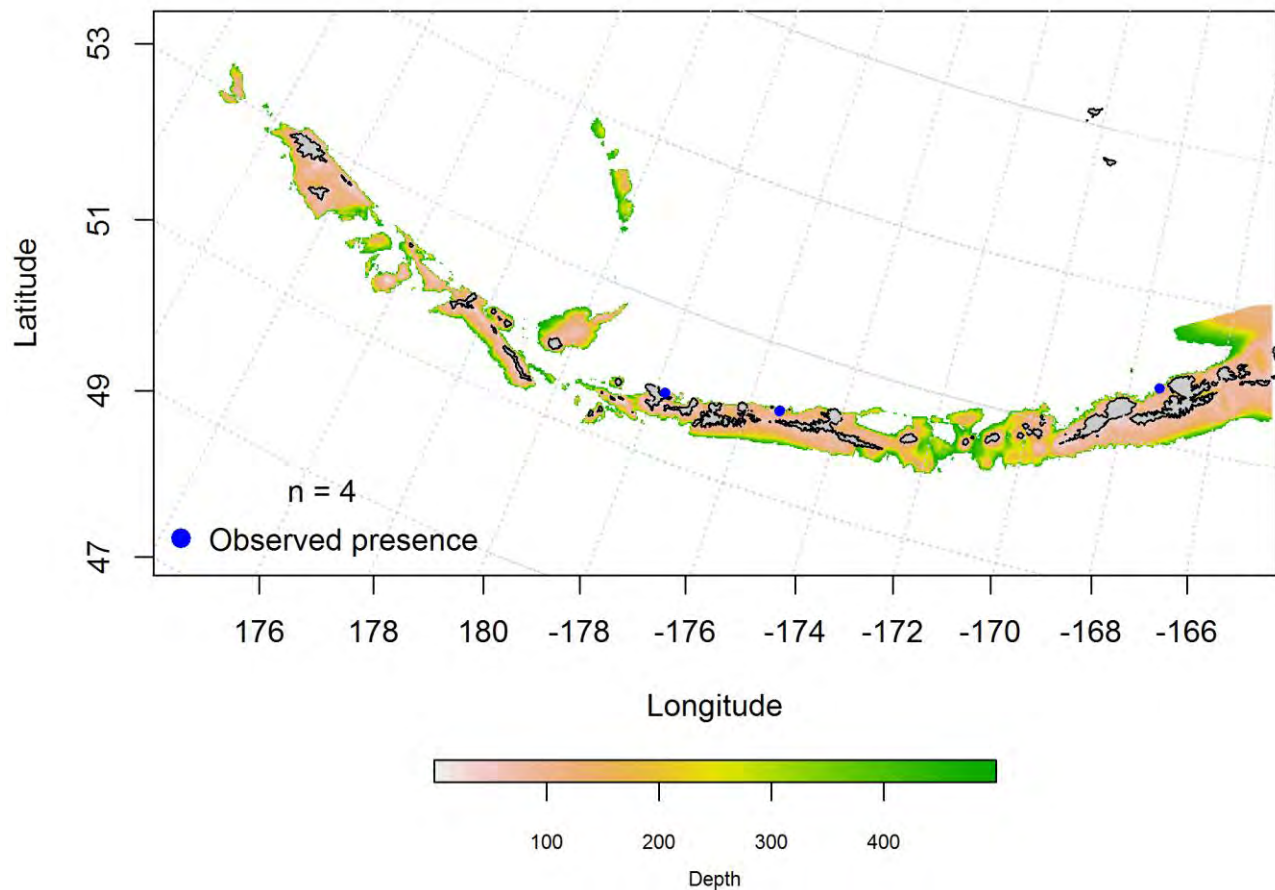 53
51
49
47
Latitude
n = 4
Observed presence
176 178 180 -178 -176 -174 -172 -170 -168 -166
Longitude
100 200 300 400
Depth